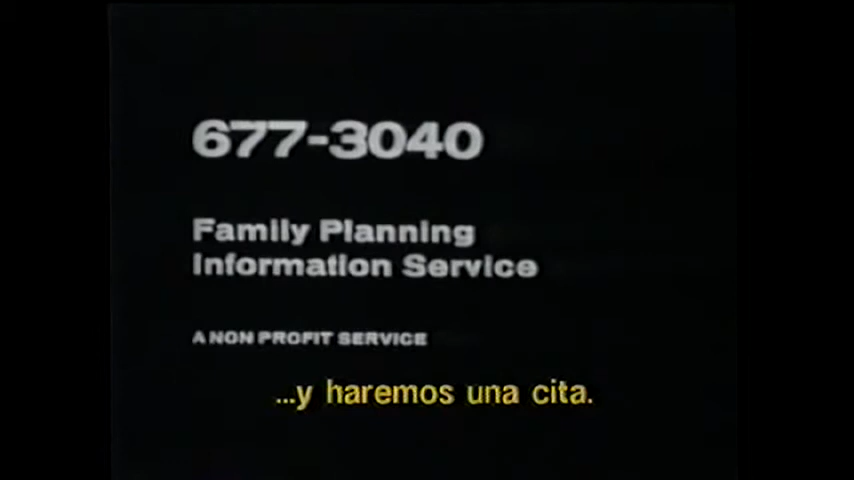 677-3040
Family Planning
Information Service
A NON PROFIT SERVICE
...y haremos una cita.